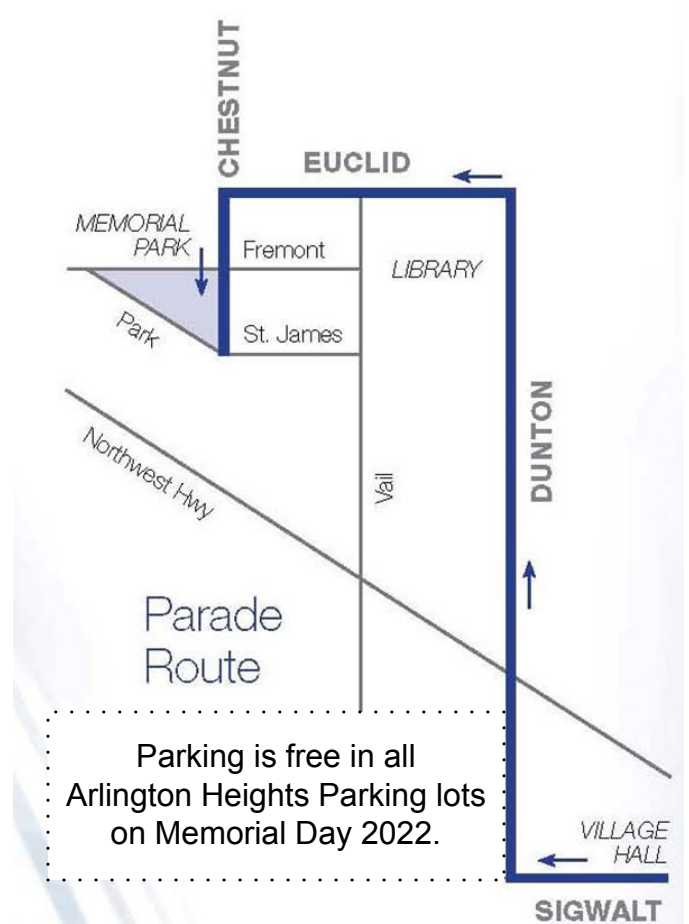 CHESTNUT
EUCLID
MEMORIAL
PARK
Fremont
LIBRARY
Park
St. James
DUNTON
Northwest Hwy
Vail
Parade
Route
Parking is free in all
Arlington Heights Parking lots
on Memorial Day 2022.
VILLAGE
HALL
SIGWALT